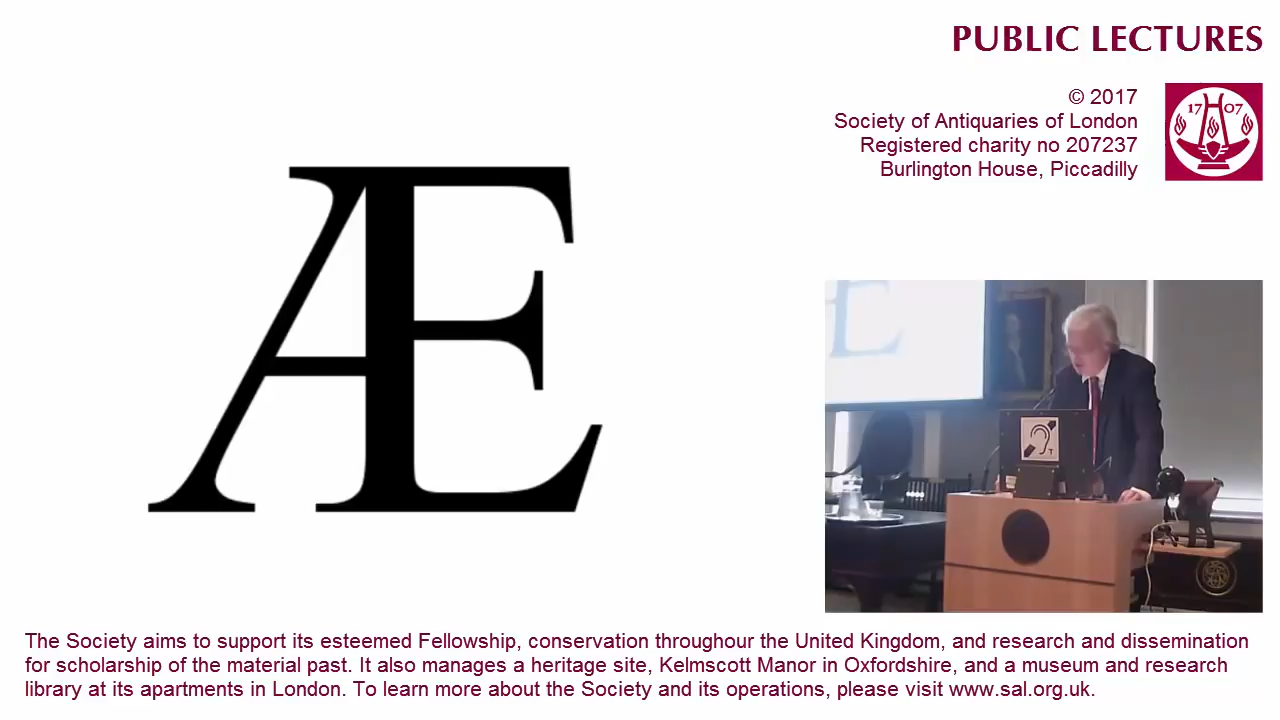 PUBLIC LECTURES
© 2017
Society of Antiquaries of London
Registered charity no 207237
Burlington House, Piccadilly
17 07
Æ
Æ
T
The Society aims to support its esteemed Fellowship, conservation throughour the United Kingdom, and research and dissemination
for scholarship of the material past. It also manages a heritage site, Kelmscott Manor in Oxfordshire, and a museum and research
library at its apartments in London. To learn more about the Society and its operations, please visit www.sal.org.uk.